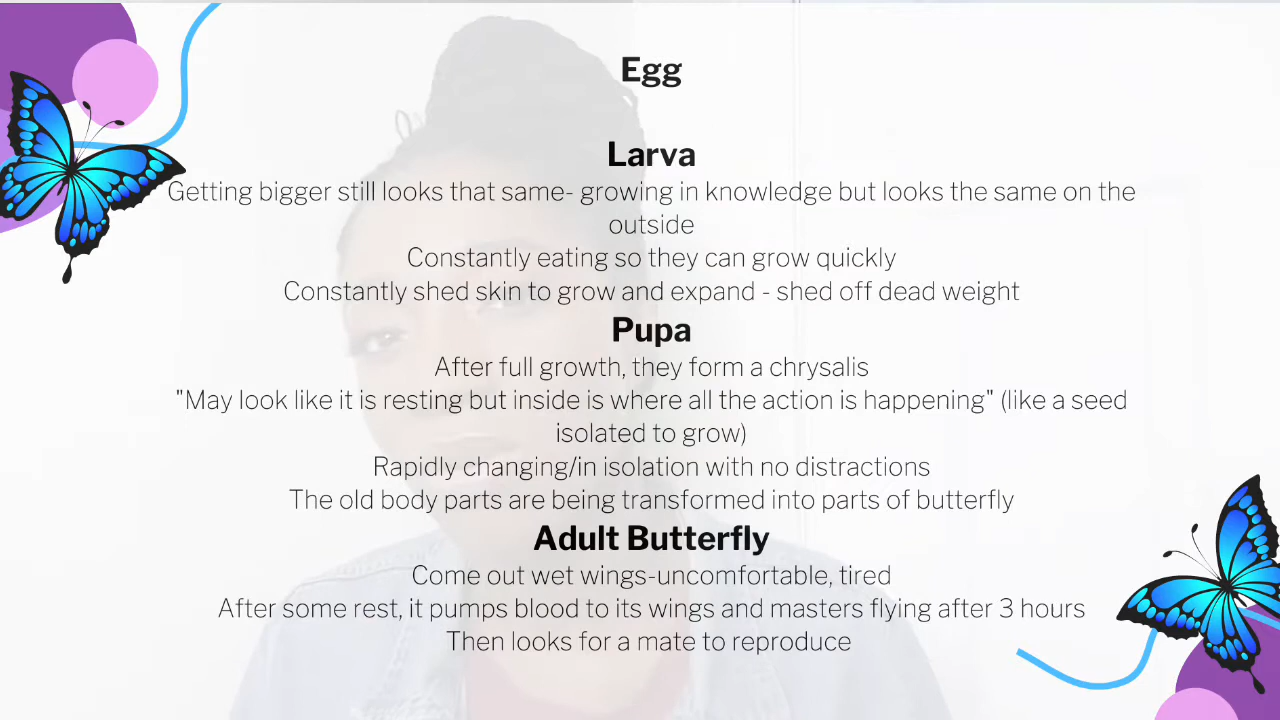 Egg
Larva
Getting bigger still looks that same- growing in knowledge but looks the same on the
outside
Constantly eating so they can grow quickly
Constantly shed skin to grow and expand - shed off dead weight
Pupa
After full growth, they form a chrysalis
"May look like it is resting but inside is where all the action is happening" (like a seed
isolated to grow)
Rapidly changing/in isolation with no distractions
The old body parts are being transformed into parts of butterfly
Adult Butterfly
Come out wet wings-uncomfortable, tired
After some rest, it pumps blood to its wings and masters flying after 3 hours
Then looks for a mate to reproduce